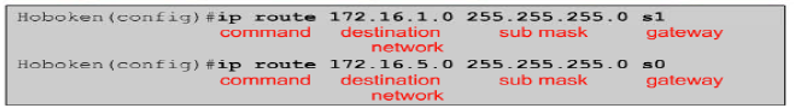 Hoboken(config)#ip route 172.16.1.0 255.255.255.0 s1
command destination sub mask gateway
network
Hoboken(config)#ip route 172.16.5.0 255.255.255.0 s0
command destination sub mask gateway
network